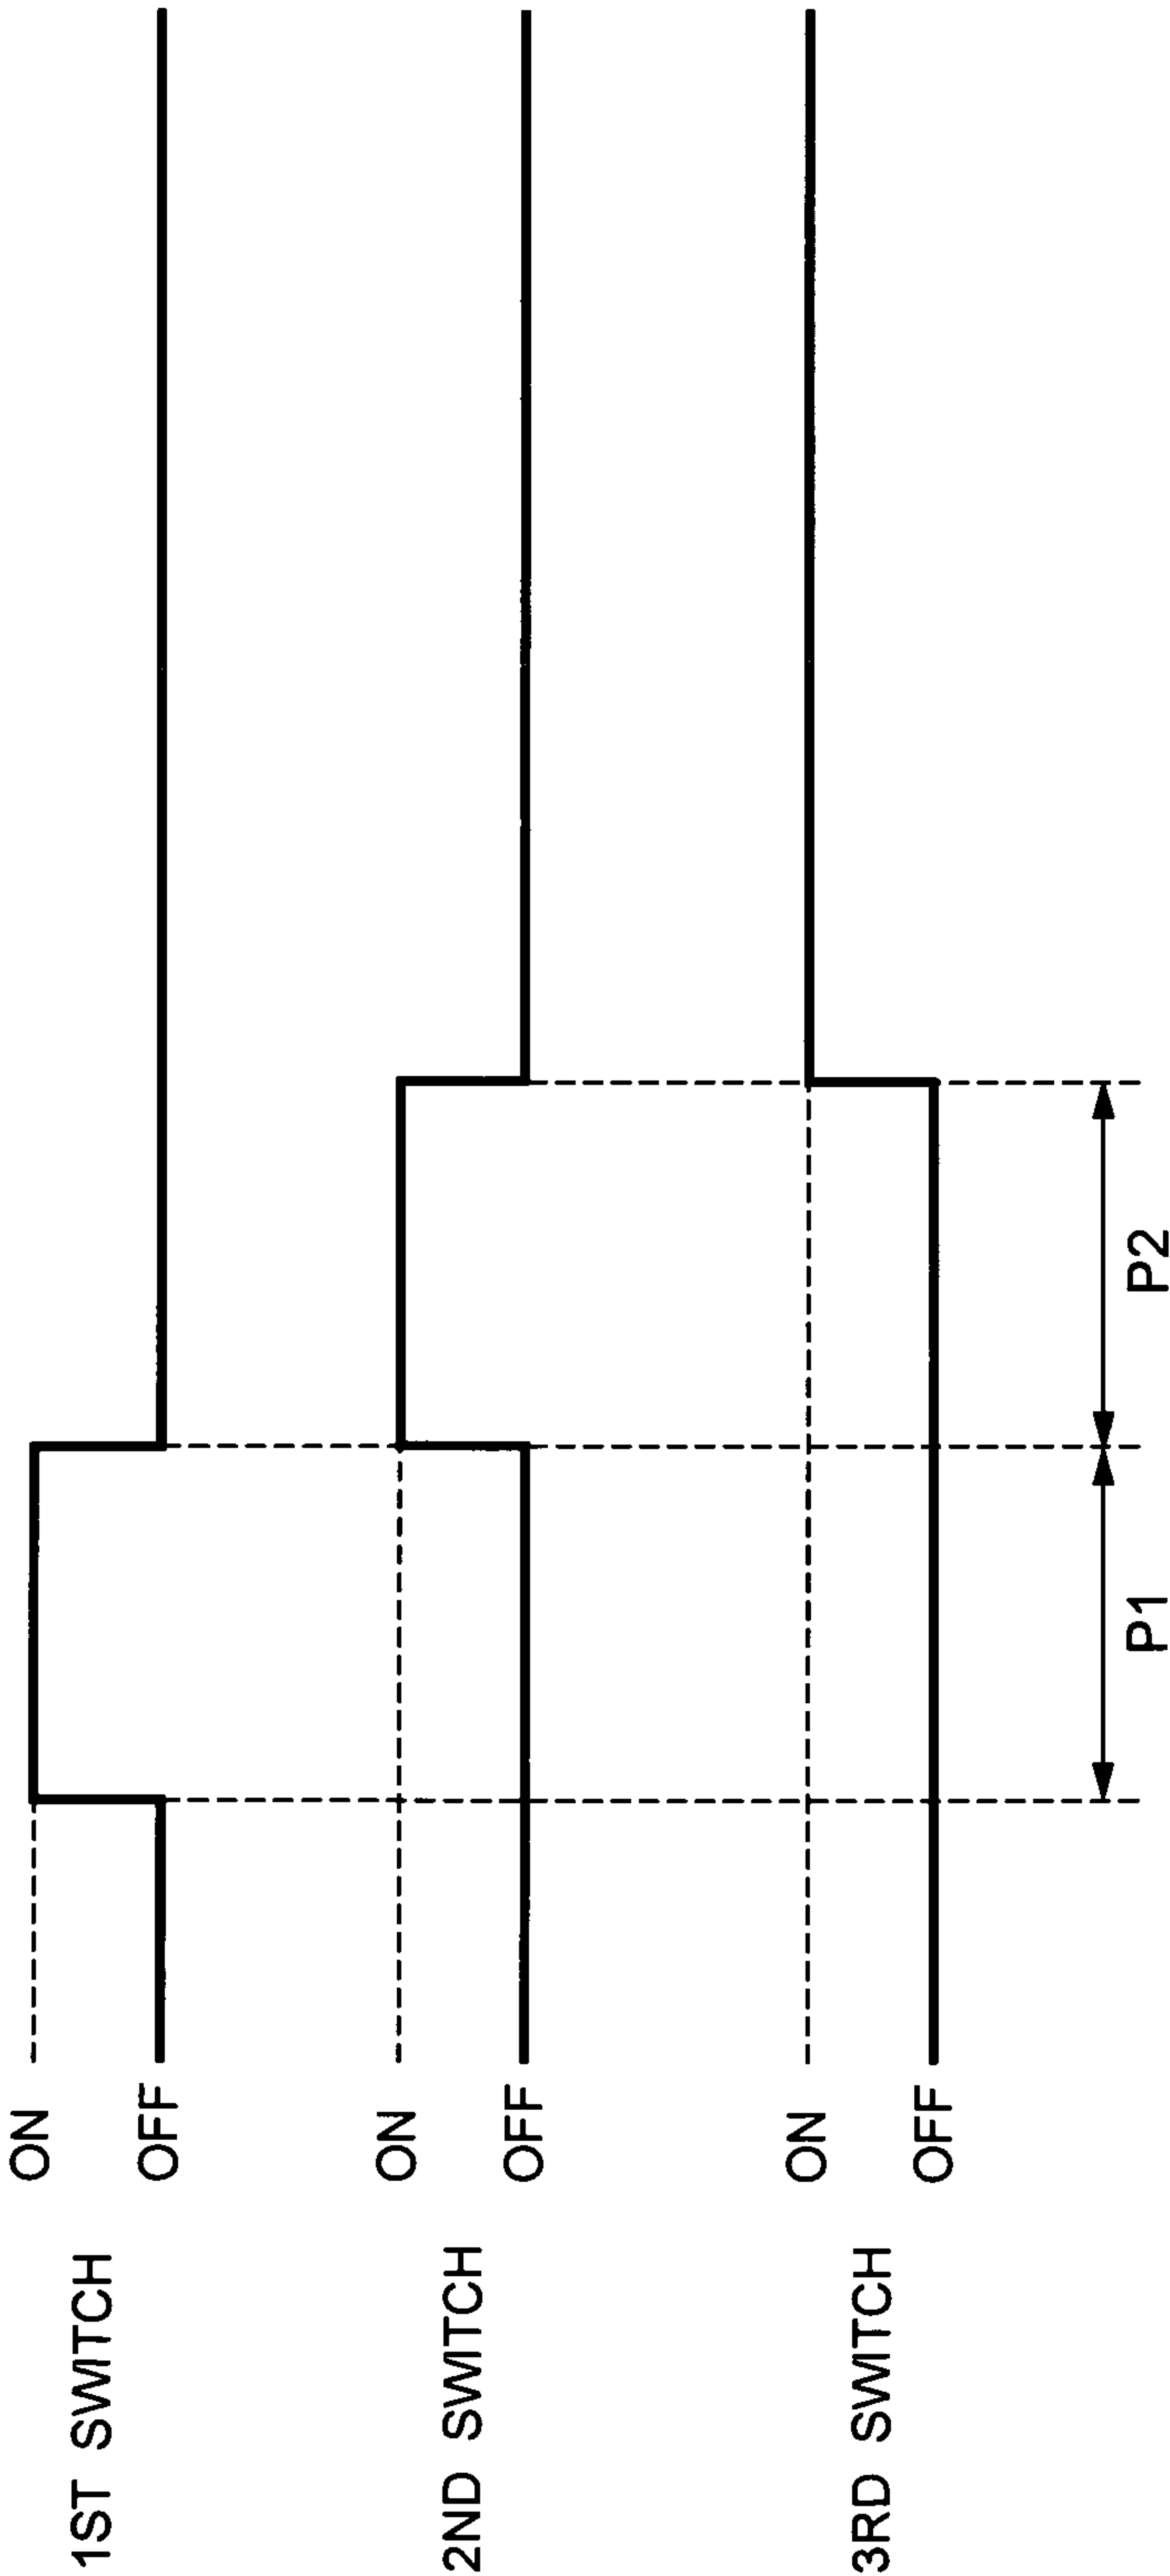 1ST SWITCH
ON
OFF
2ND SWITCH
ON
OFF
3RD SWITCH
ON
OFF
P1
P2